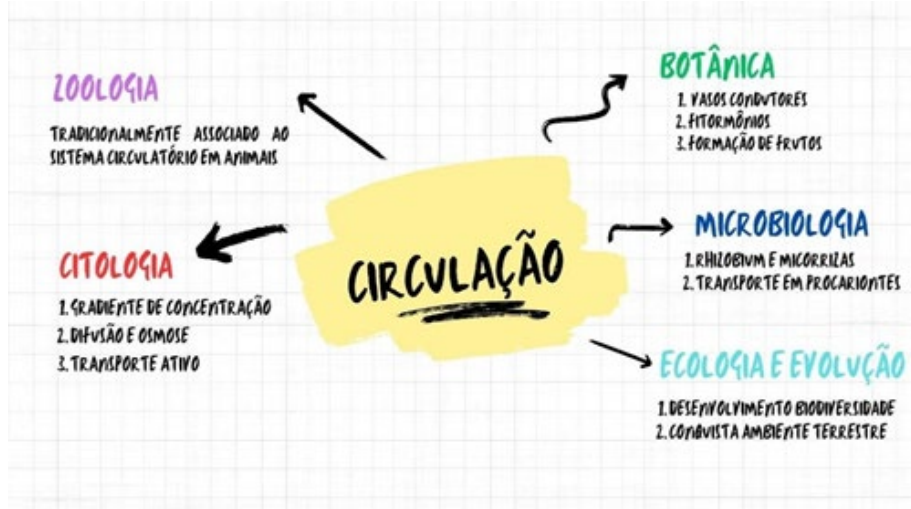 ZOOLOGIA
TRADICIONALMENTE ASSOCIADO AO
SISTEMA CIRCULATÓRIO EM ANIMAIS
CITOLOGIA
1. GRADIENTE DE CONCENTRAÇÃO
2. DIFUSÃO E OSMOSE
3. TRANSPORTE ATIVO
CIRCULAÇÃO
BOTÂNICA
1. VASOS CONDUTORES
2. FITORMÔNIOS
3. FORMAÇÃO DE FRUTOS
MICROBIOLOGIA
1. RHIZOBIUM E MICORRIZAS
2. TRANSPORTE EM PROCARIONTES
ECOLOGIA E EVOLUÇÃO
1. DESENVOLVIMENTO BIODIVERSIDADE
2. CONQUISTA AMBIENTE TERRESTRE